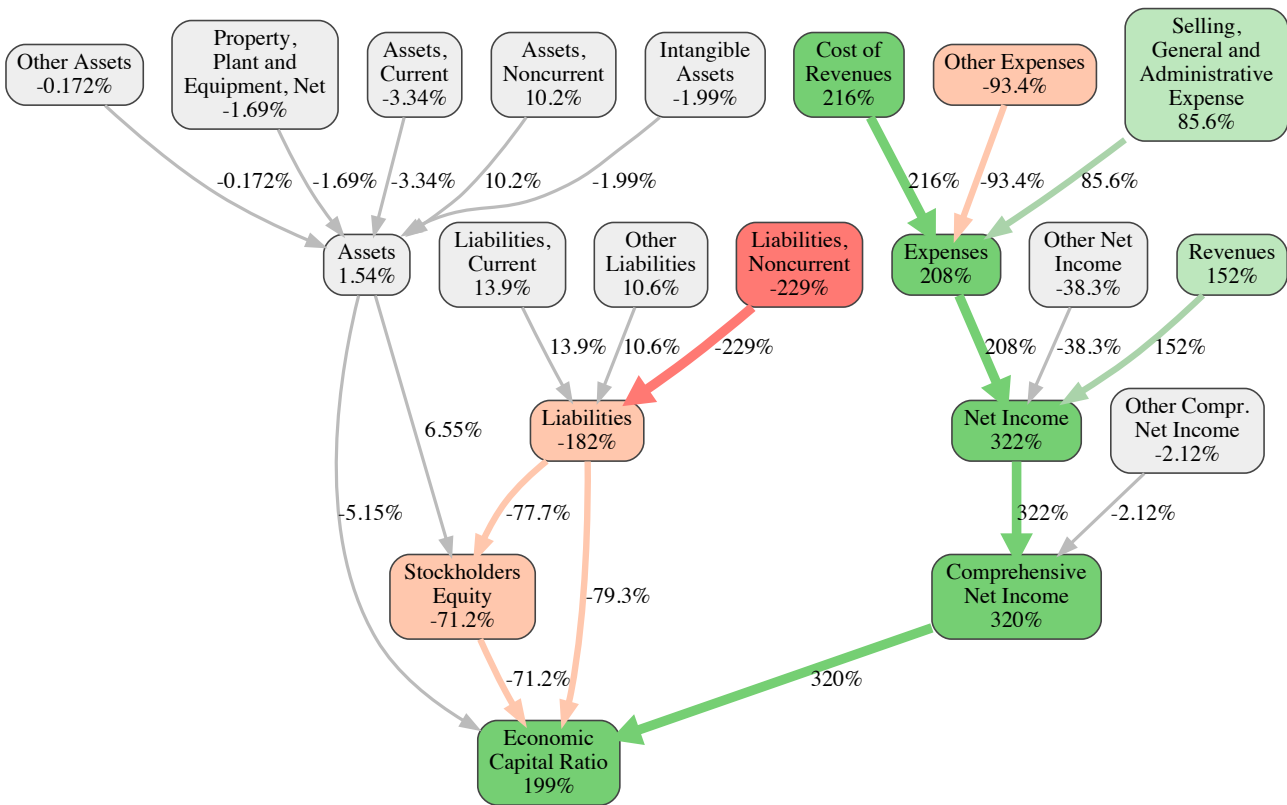 Other Assets
-0.172%
Property,
Plant and
Equipment, Net
-1.69%
Assets,
Current
-3.34%
Assets,
Noncurrent
10.2%
Intangible
Assets
-1.99%
Cost of
Revenues
216%
Other Expenses
-93.4%
Selling,
General and
Administrative
Expense
85.6%
-0.172%
-1.69%
-3.34%
10.2%
-1.99%
216%
-93.4%
85.6%
Assets
1.54%
Liabilities,
Current
13.9%
Other
Liabilities
10.6%
Liabilities,
Noncurrent
-229%
Expenses
208%
Other Net
Income
-38.3%
Revenues
152%
13.9%
10.6%
-229%
208%
-38.3%
152%
6.55%
Liabilities
-182%
Net Income
322%
Other Compr.
Net Income
-2.12%
-5.15%
-77.7%
-79.3%
322%
-2.12%
Stockholders
Equity
-71.2%
Comprehensive
Net Income
320%
-71.2%
320%
Economic
Capital Ratio
199%